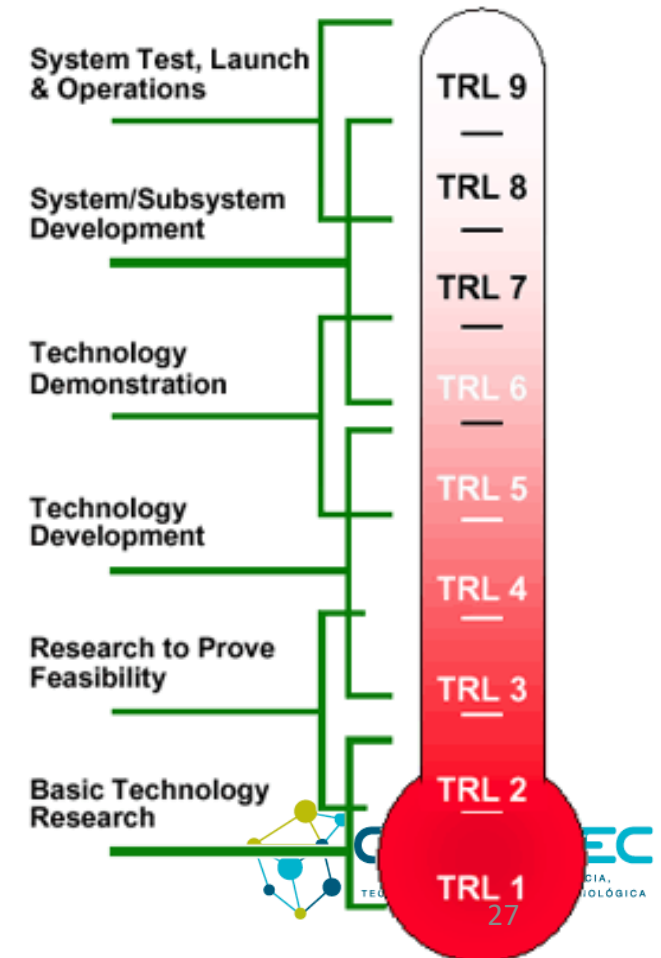 System Test, Launch
& Operations
System/Subsystem
Development
Technology
Demonstration
Technology
Development
Research to Prove
Feasibility
Basic Technology
Research
TRL 9
TRL 8
TRL 7
TRL 6
TRL 5
TRL 4
TRL 3
TRL 2
TRL 1
27